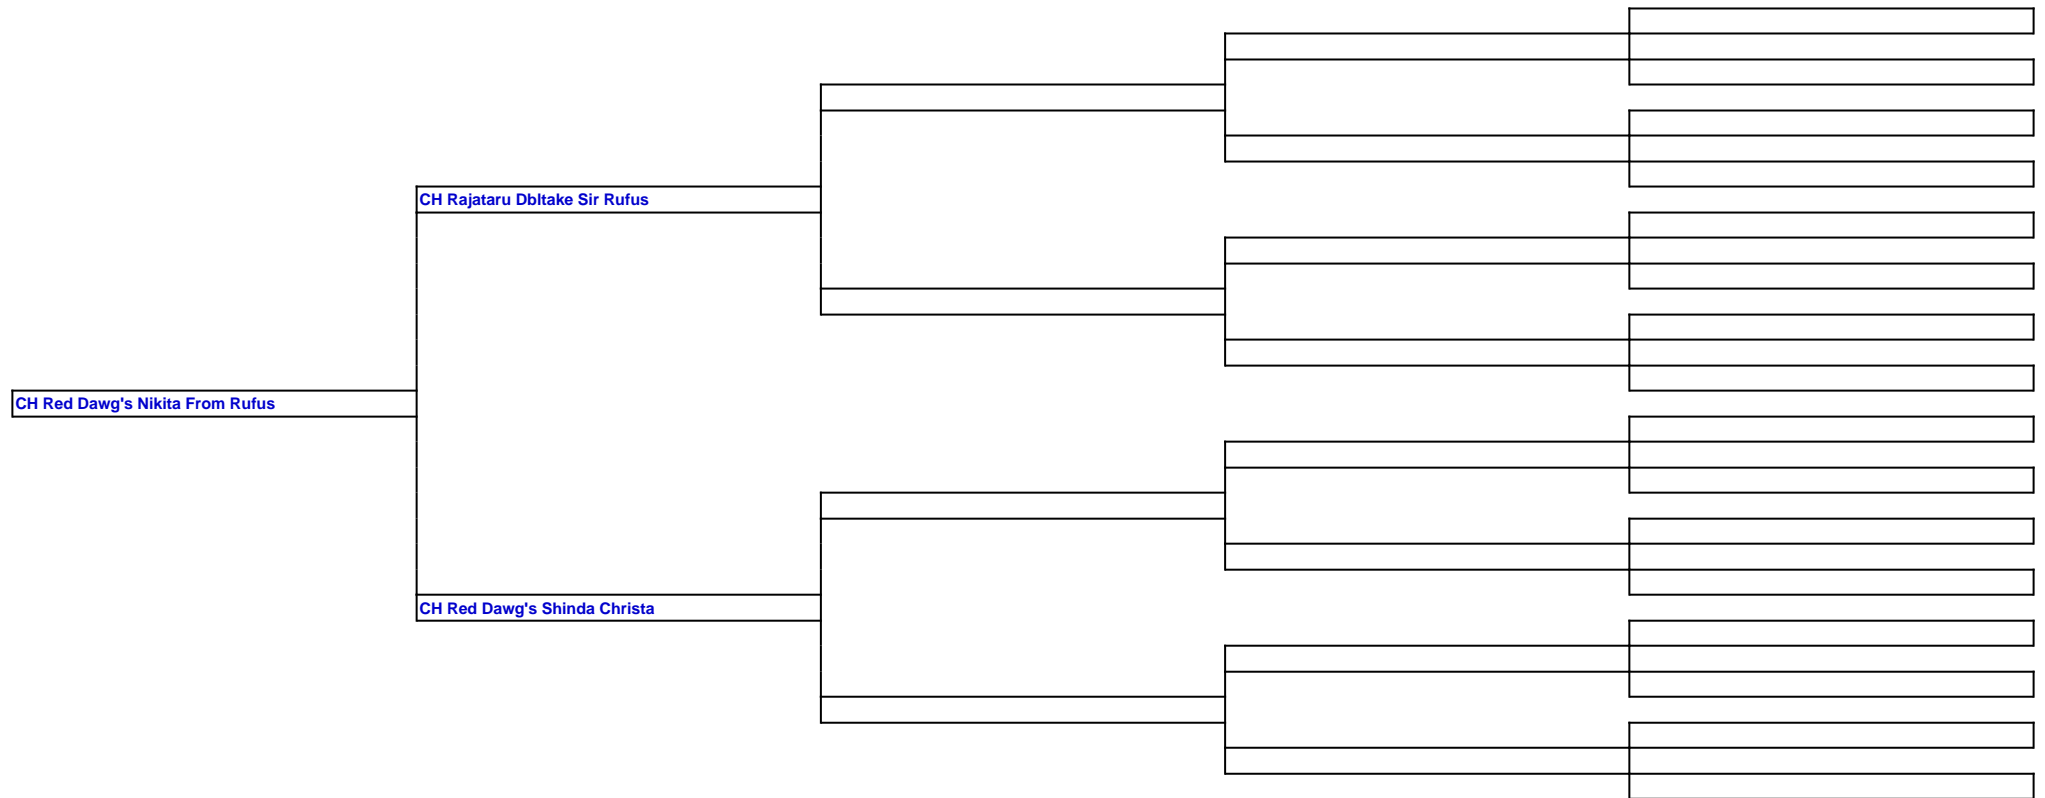 CH Rajataru Dbltake Sir Rufus
CH Red Dawg's Nikita From Rufus
CH Red Dawg's Shinda Christa